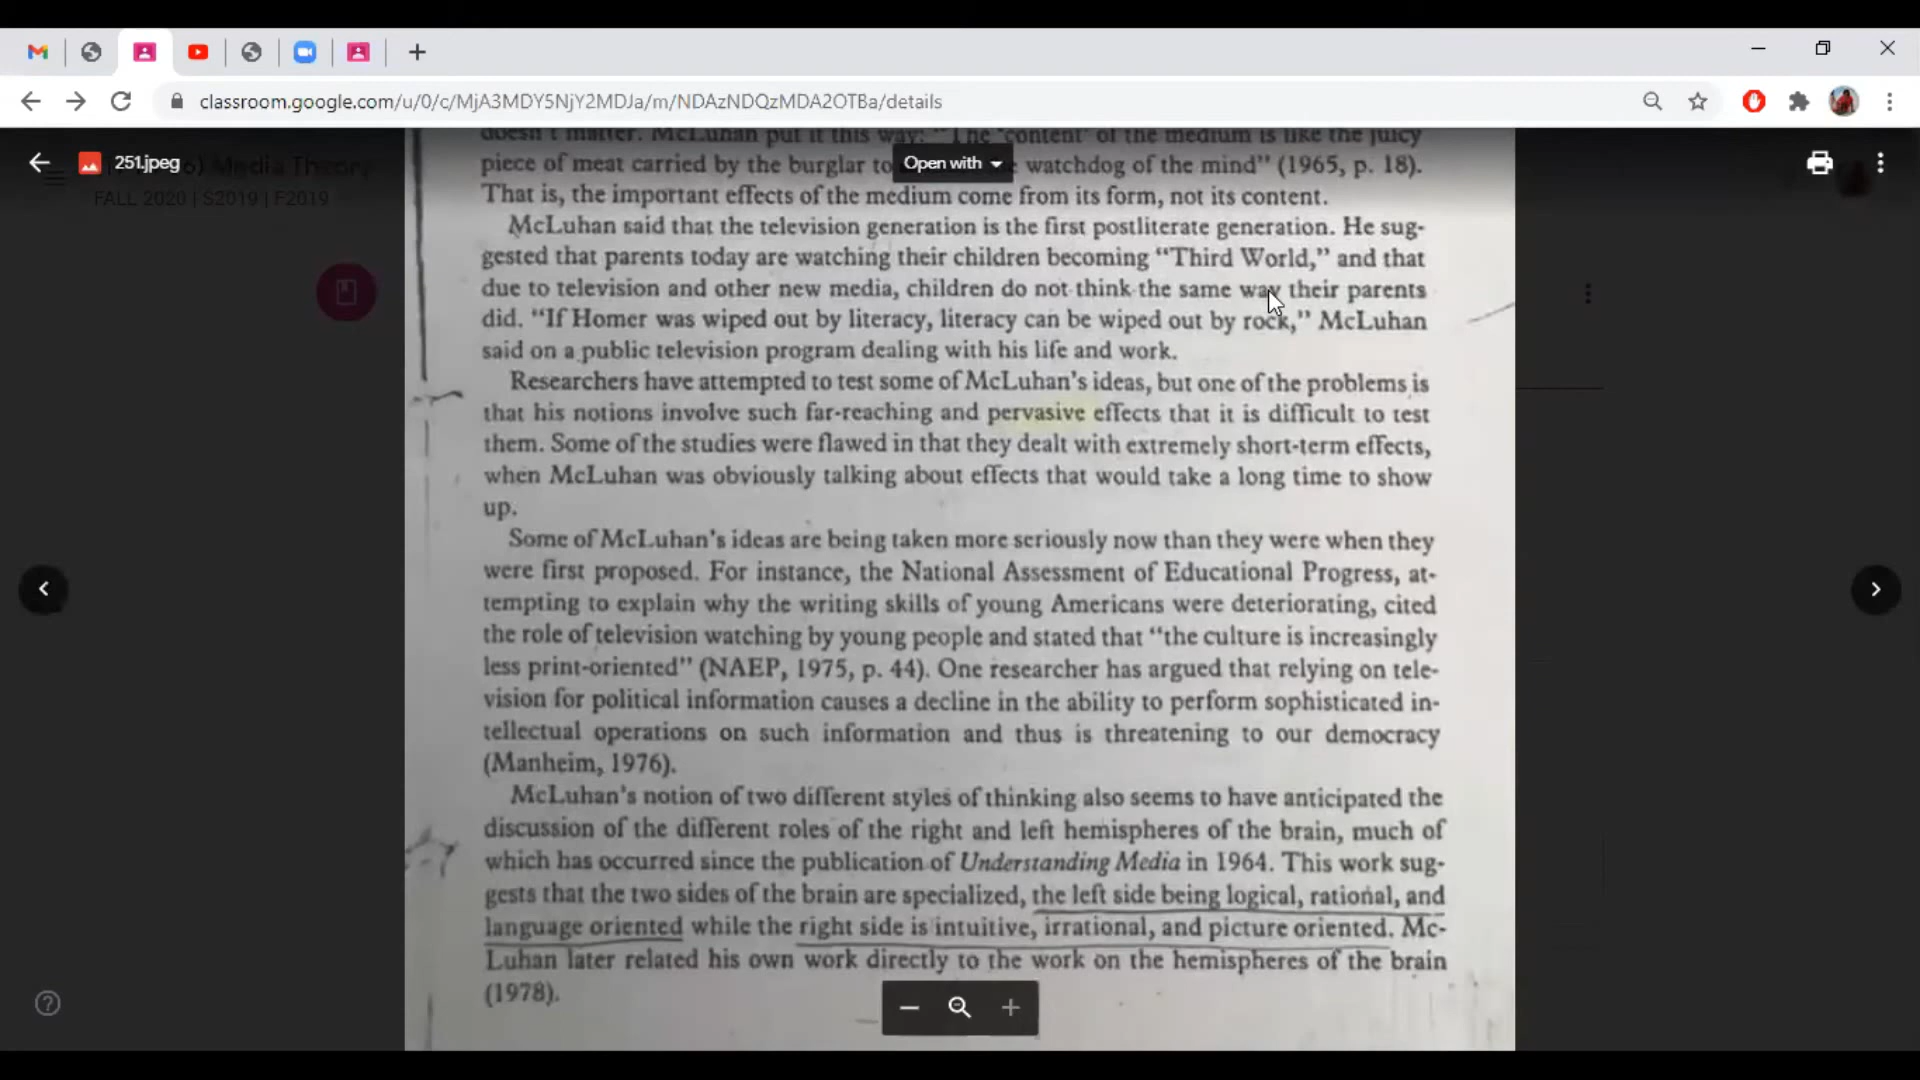 classroom.google.com/u/0/c/MjA3MDY5NjY2MDJa/m/NDAzNDQzMDA2OTBa/details
251.jpeg
Media Theory
FALL 2020 | S2019 | F2019
Open with
doesn't matter. McLuhan put it this way: "The 'content' of the medium is like the juicy
piece of meat carried by the burglar to watchdog of the mind" (1965, p. 18).
That is, the important effects of the medium come from its form, not its content.
McLuhan said that the television generation is the first postliterate generation. He sug-
gested that parents today are watching their children becoming "Third World," and that
due to television and other new media, children do not think the same way their parents
did. "If Homer was wiped out by literacy, literacy can be wiped out by rock," McLuhan
said on a public television program dealing with his life and work.
Researchers have attempted to test some of McLuhan's ideas, but one of the problems is
that his notions involve such far-reaching and pervasive effects that it is difficult to test
them. Some of the studies were flawed in that they dealt with extremely short-term effects,
when McLuhan was obviously talking about effects that would take a long time to show
up.
Some of McLuhan's ideas are being taken more seriously now than they were when they
were first proposed. For instance, the National Assessment of Educational Progress, at-
tempting to explain why the writing skills of young Americans were deteriorating, cited
the role of television watching by young people and stated that "the culture is increasingly
less print-oriented" (NAEP, 1975, p. 44). One researcher has argued that relying on tele-
vision for political information causes a decline in the ability to perform sophisticated in-
tellectual operations on such information and thus is threatening to our democracy
(Manheim, 1976).
McLuhan's notion of two different styles of thinking also seems to have anticipated the
discussion of the different roles of the right and left hemispheres of the brain, much of
which has occurred since the publication of Understanding Media in 1964. This work sug-
gests that the two sides of the brain are specialized, the left side being logical, rational, and
language oriented while the right side is intuitive, irrational, and picture oriented. Mc-
Luhan later related his own work directly to the work on the hemispheres of the brain
(1978).